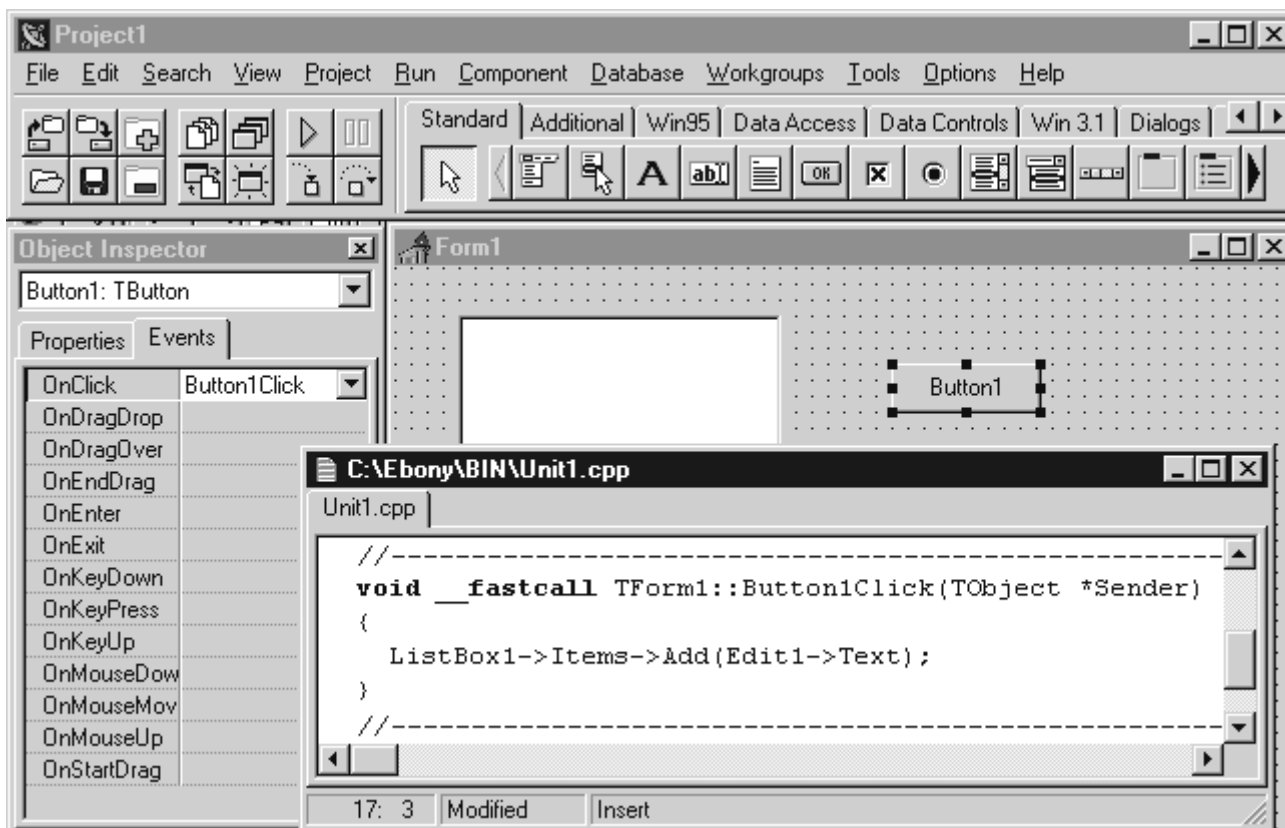 Project1
File Edit Search View Project Run Component Database Workgroups Tools Options Help
Standard Additional Win95 Data Access Data Controls Win 3.1 Dialogs
A ab OK
Object Inspector
Form1
Button1: TButton
Properties Events
OnClick Button1Click
OnDragDrop
OnDragOver
OnEndDrag
OnEnter
OnExit
OnKeyDown
OnKeyPress
OnKeyUp
OnMouseDow
OnMouseMov
OnMouseUp
OnStartDrag
Button1
C:\Ebony\BIN\Unit1.cpp
Unit1.cpp
//----------------------------------------------------
void __fastcall TForm1::Button1Click(TObject *Sender)
{
ListBox1->Items->Add(Edit1->Text);
}
//----------------------------------------------------
17: 3 Modified Insert